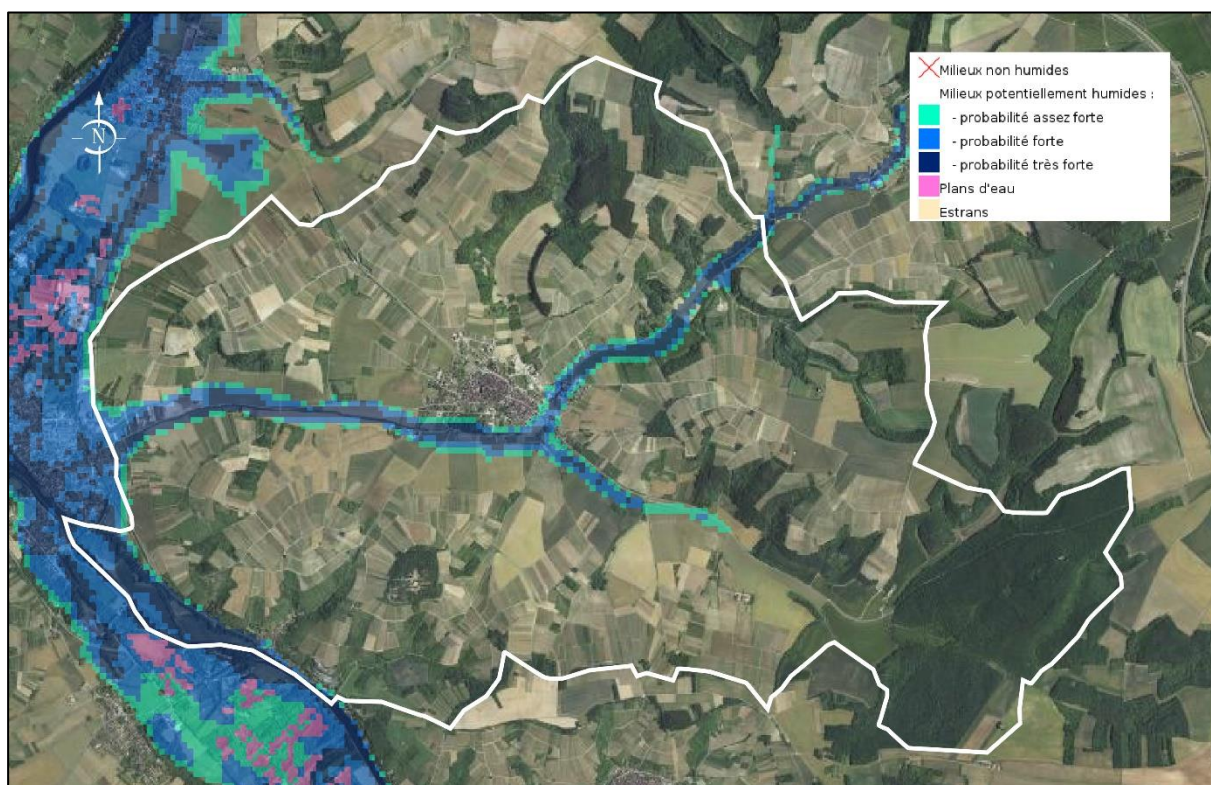 N
Milieux non humides
Milieux potentiellement humides :
- probabilité assez forte
- probabilité forte
- probabilité très forte
Plans d'eau
Estrans